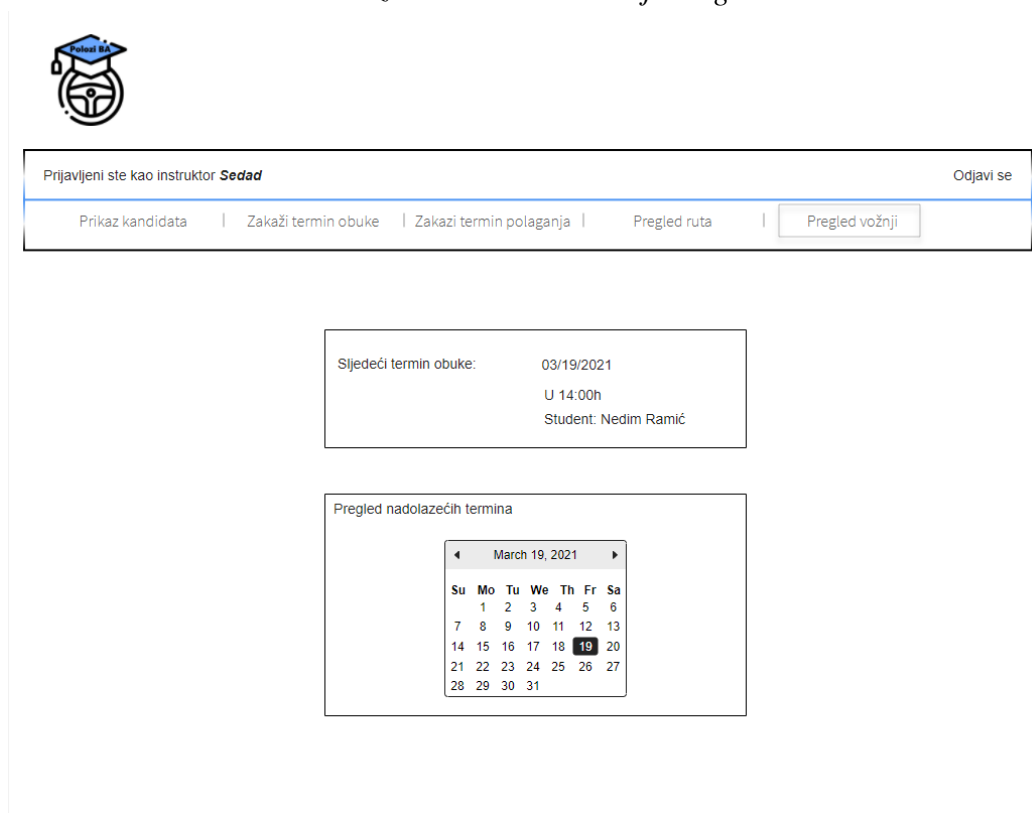 Polozi BA
Prijavljeni ste kao instruktor Sedad Odjavi se
Prikaz kandidata | Zakaži termin obuke | Zakazi termin polaganja | Pregled ruta | Pregled vožnji
Sljedeći termin obuke: 03/19/2021
U 14:00h
Student: Nedim Ramić
Pregled nadolazećih termina
March 19, 2021
Su Mo Tu We Th Fr Sa
1 2 3 4 5 6
7 8 9 10 11 12 13
14 15 16 17 18 19 20
21 22 23 24 25 26 27
28 29 30 31